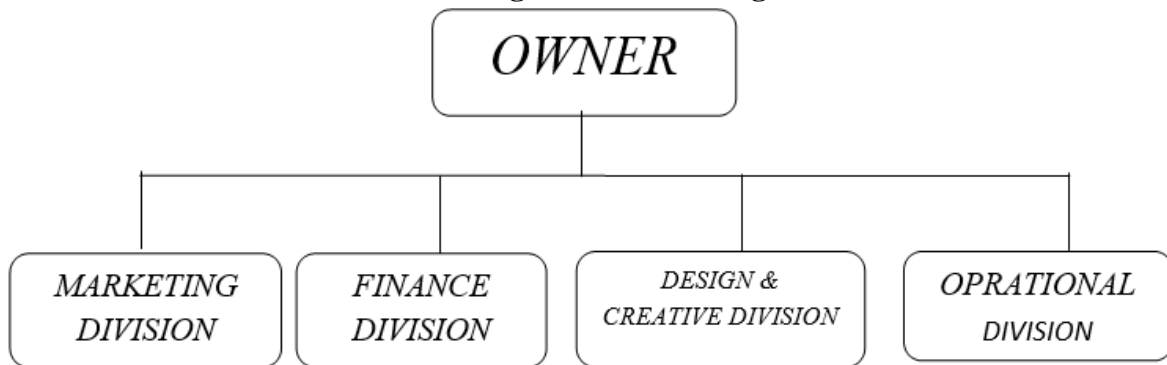 OWNER
MARKETING
DIVISION
FINANCE
DIVISION
DESIGN &
CREATIVE DIVISION
OPRATIONAL
DIVISION